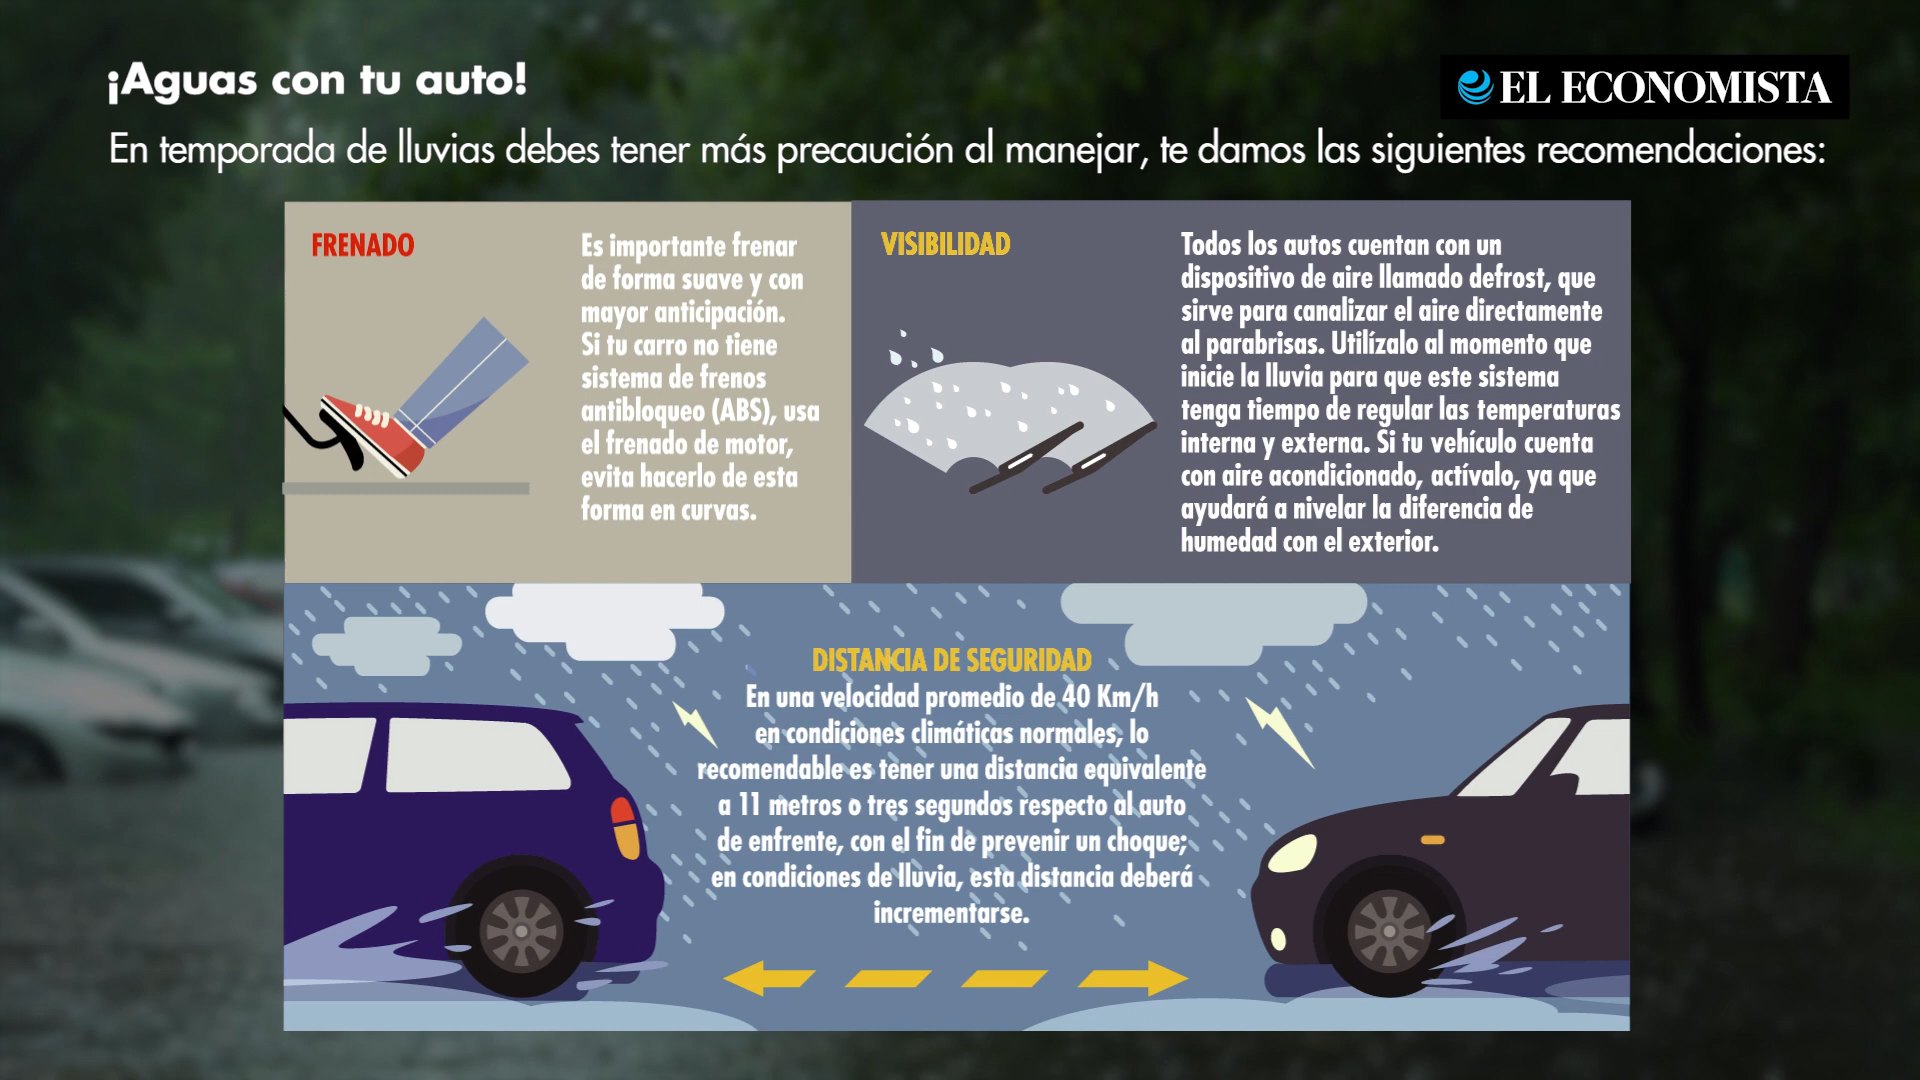 ¡Aguas con tu auto!
EL ECONOMISTA
En temporada de lluvias debes tener más precaución al manejar, te damos las siguientes recomendaciones:
FRENADO
Es importante frenar
de forma suave y con
mayor anticipación.
Si tu carro no tiene
sistema de frenos
antibloqueo (ABS), usa
el frenado de motor,
evita hacerlo de esta
forma en curvas.
VISIBILIDAD
Todos los autos cuentan con un
dispositivo de aire llamado defrost, que
sirve para canalizar el aire directamente
al parabrisas. Utilízalo al momento que
inicie la lluvia para que este sistema
tenga tiempo de regular las temperaturas
interna y externa. Si tu vehículo cuenta
con aire acondicionado, actívalo, ya que
ayudará a nivelar la diferencia de
humedad con el exterior.
DISTANCIA DE SEGURIDAD
En una velocidad promedio de 40 Km/h
en condiciones climáticas normales, lo
recomendable es tener una distancia equivalente
a 11 metros o tres segundos respecto al auto
de enfrente, con el fin de prevenir un choque;
en condiciones de lluvia, esta distancia deberá
incrementarse.